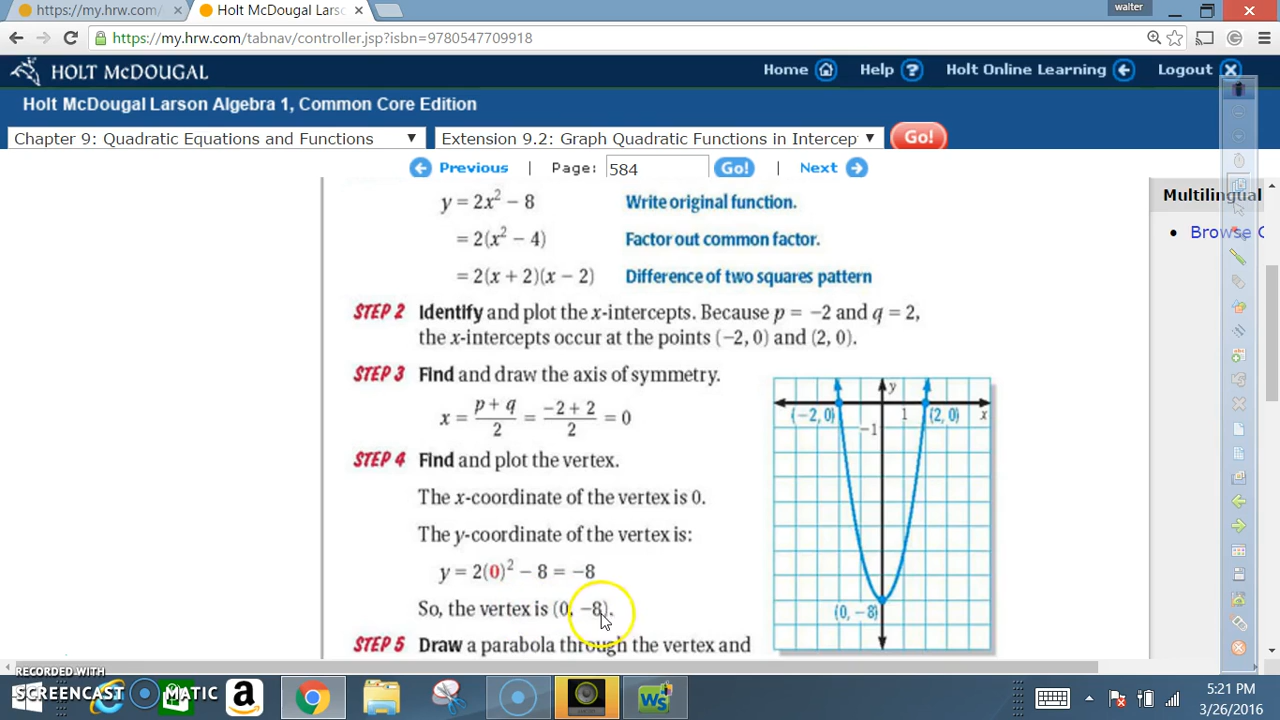 https://my.hrw.com/tabnav/ Holt McDougal Lars walter
https://my.hrw.com/tabnav/controller.jsp?isbn=9780547709918
HOLT McDOUGAL Home Help Holt Online Learning Logout
Holt McDougal Larson Algebra 1, Common Core Edition
Chapter 9: Quadratic Equations and Functions Extension 9.2: Graph Quadratic Functions in Intercep Go!
Previous | Page: 584 Go! | Next
y = 2x² − 8 Write original function.
= 2(x² − 4) Factor out common factor.
= 2(x + 2)(x − 2) Difference of two squares pattern
STEP 2 Identify and plot the x-intercepts. Because p = −2 and q = 2,
the x-intercepts occur at the points (−2, 0) and (2, 0).
STEP 3 Find and draw the axis of symmetry.
x = p + q / 2 = −2 + 2 / 2 = 0
STEP 4 Find and plot the vertex.
The x-coordinate of the vertex is 0.
The y-coordinate of the vertex is:
y = 2(0)² − 8 = −8
So, the vertex is (0, −8).
STEP 5 Draw a parabola through the vertex and
y
(−2, 0) 1 (2, 0) x
−1
(0, −8)
Multilingual
Browse
RECORDED WITH
SCREENCAST MATIC
a
WS
5:21 PM
3/26/2016